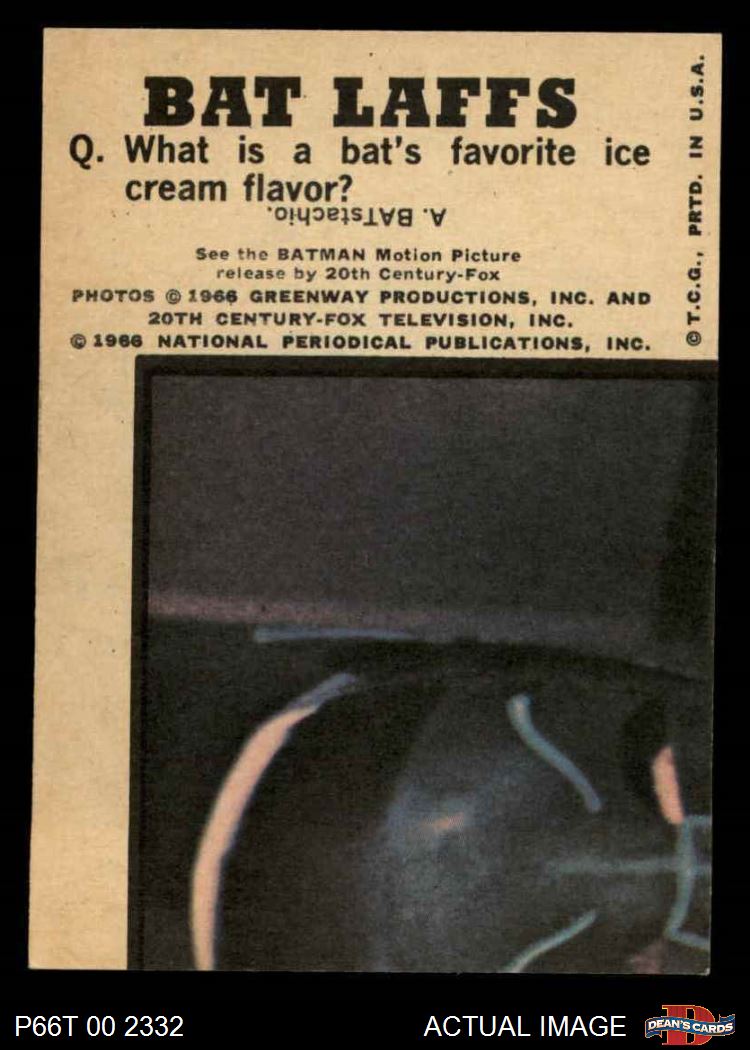 BAT LAFFS
Q. What is a bat's favorite ice
cream flavor?
A. BATstachio.
See the BATMAN Motion Picture
release by 20th Century-Fox
PHOTOS © 1966 GREENWAY PRODUCTIONS, INC. AND
20TH CENTURY-FOX TELEVISION, INC.
© 1966 NATIONAL PERIODICAL PUBLICATIONS, INC.
© T.C.G., PRTD. IN U.S.A.
P66T 00 2332
ACTUAL IMAGE
D
DEAN'S CARDS